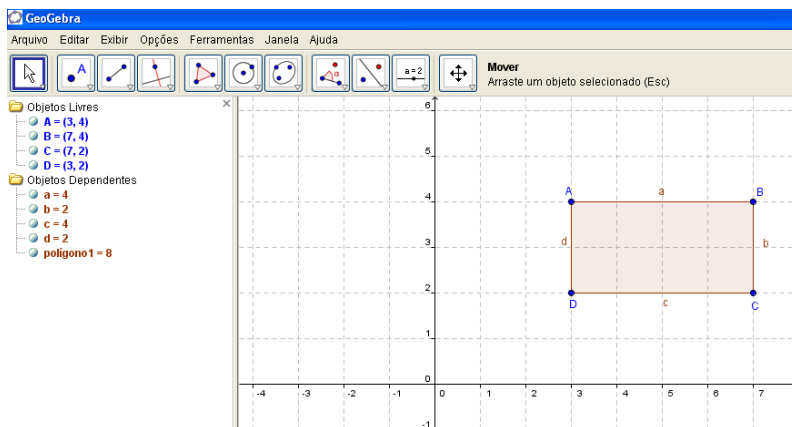 GeoGebra
Arquivo Editar Exibir Opções Ferramentas Janela Ajuda
A
α
a = 2
Mover
Arraste um objeto selecionado (Esc)
Objetos Livres
A = (3, 4)
B = (7, 4)
C = (7, 2)
D = (3, 2)
Objetos Dependentes
a = 4
b = 2
c = 4
d = 2
polígono1 = 8
6
5
4
3
2
1
0
-1
-4 -3 -2 -1 0 1 2 3 4 5 6 7
A a B
d b
D c C